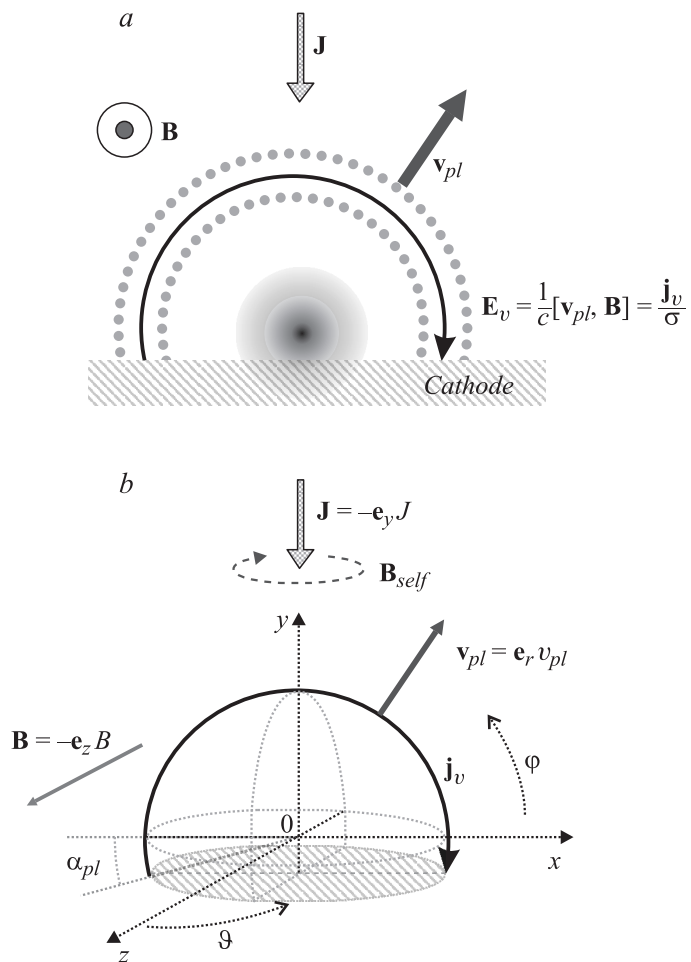 a
J
B
v_pl
E_v = 1/c [v_pl, B] = j_v/σ
Cathode
b
J = –e_y J
B_self
y
v_pl = e_r v_pl
B = –e_z B
j_v
φ
0
α_pl
x
ϑ
z